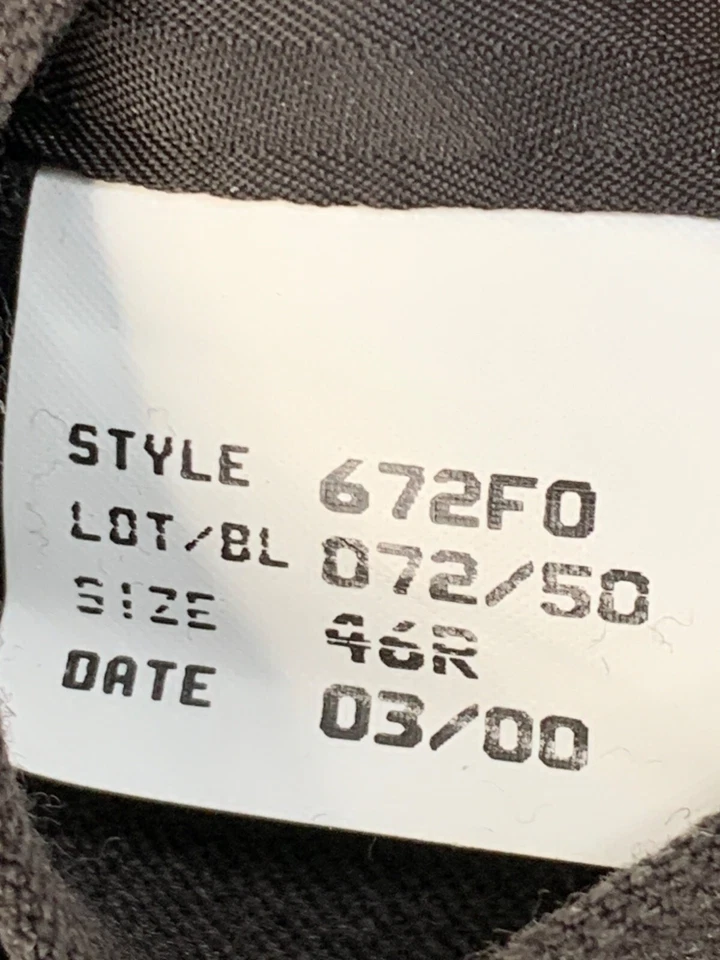 STYLE 672F0
LOT/BL 072/50
SIZE 46R
DATE 03/00